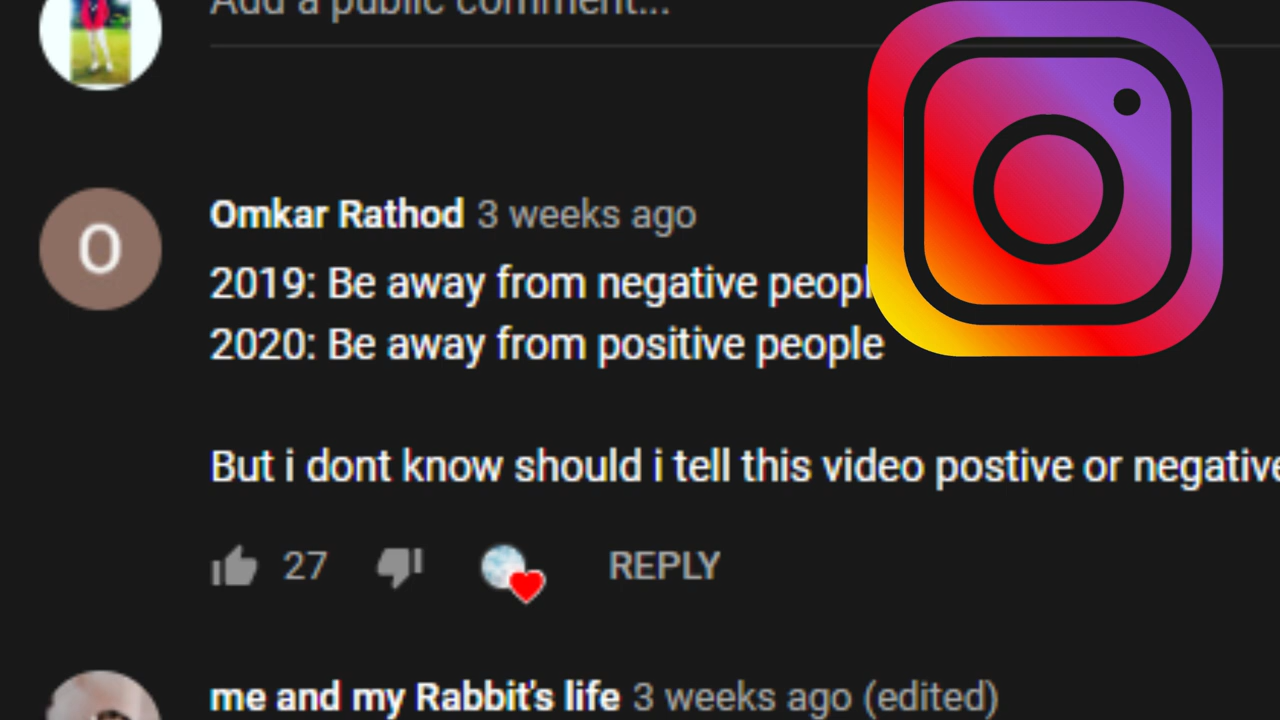 Add a public comment...
Omkar Rathod 3 weeks ago
2019: Be away from negative peopl
2020: Be away from positive people
But i dont know should i tell this video postive or negative
27 REPLY
me and my Rabbit's life 3 weeks ago (edited)
O